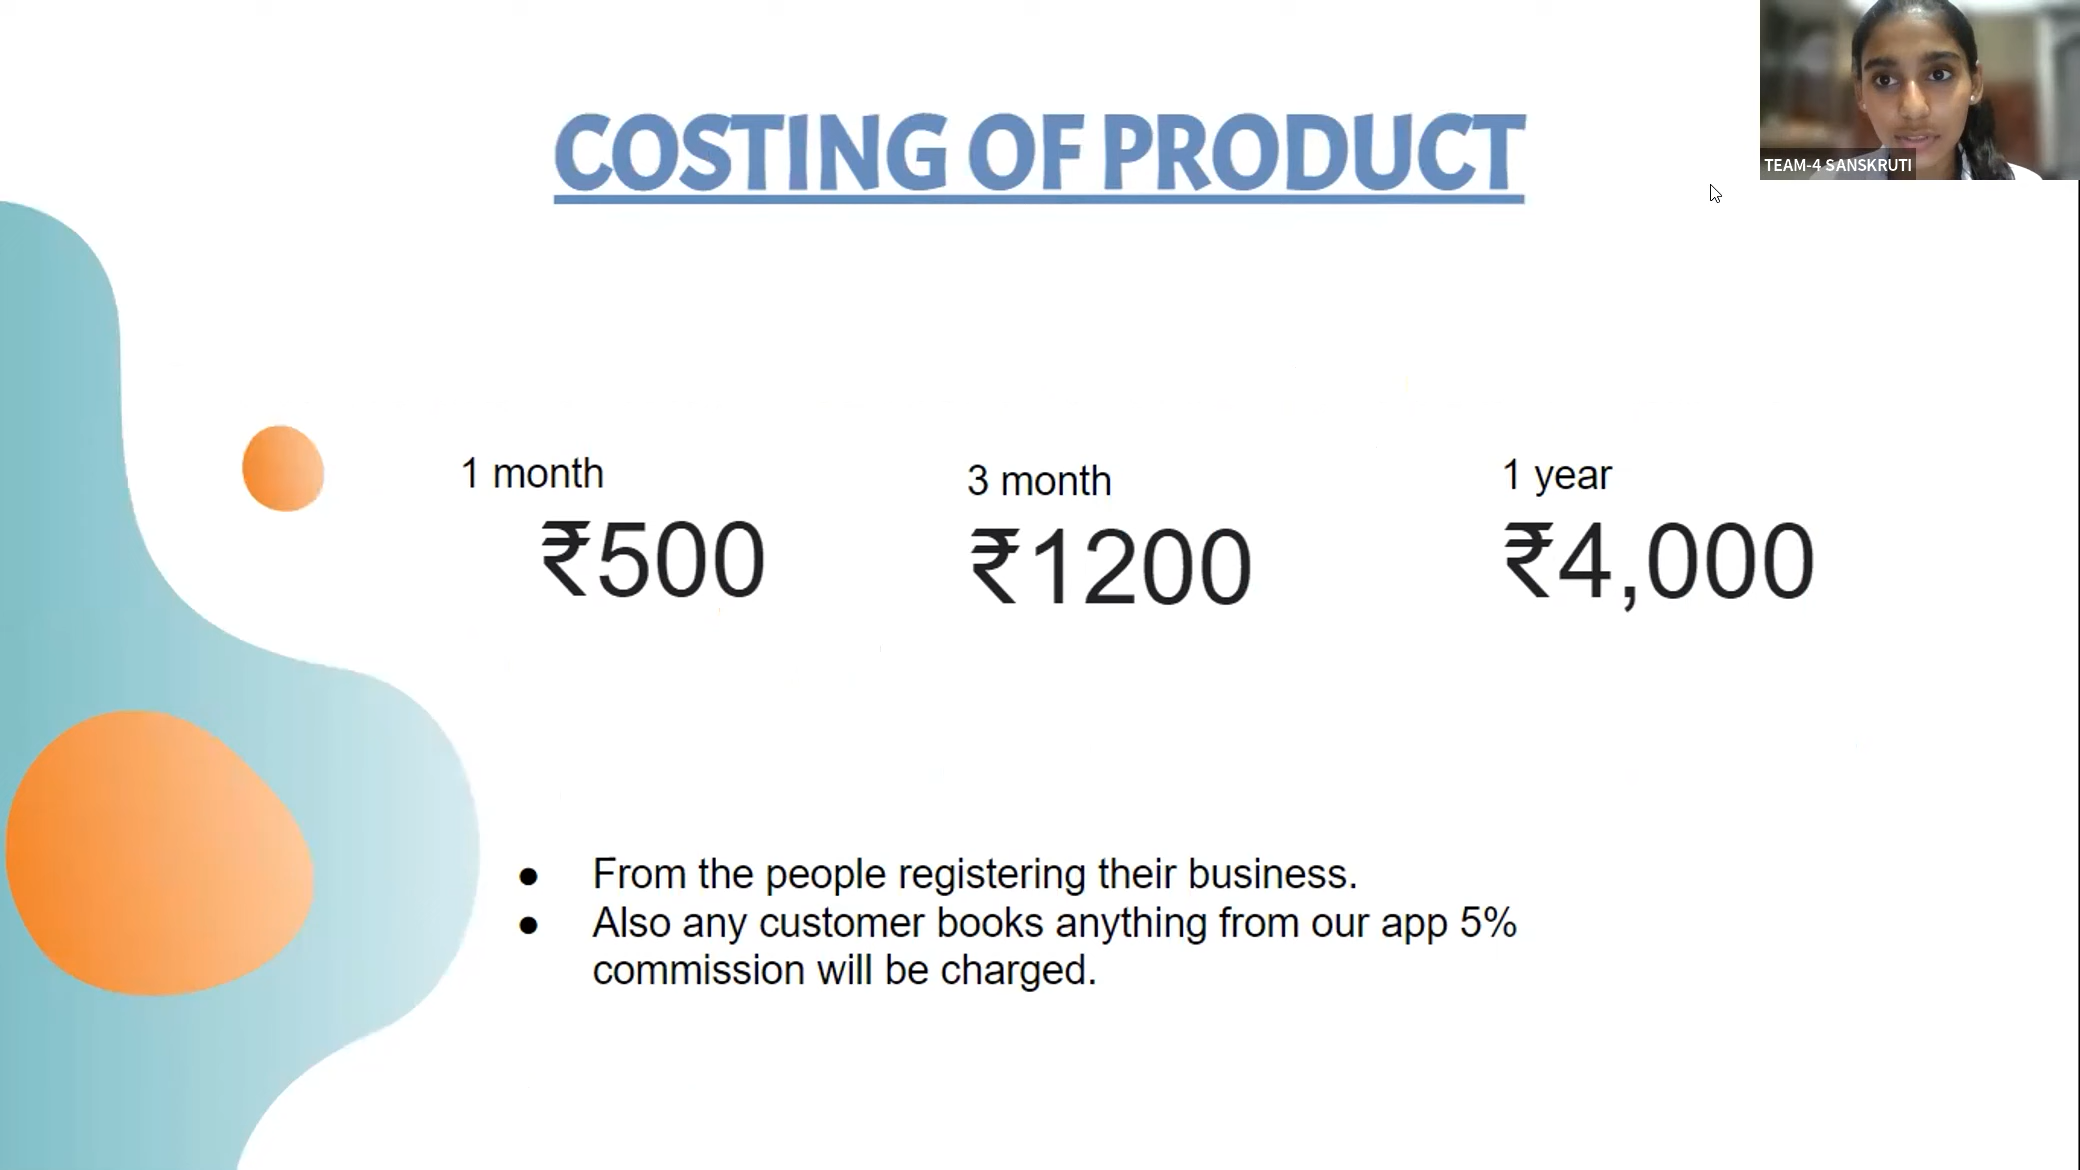 COSTING OF PRODUCT
TEAM-4 SANSKRUTI
1 month
₹500
3 month
₹1200
1 year
₹4,000
● From the people registering their business.
● Also any customer books anything from our app 5%
commission will be charged.